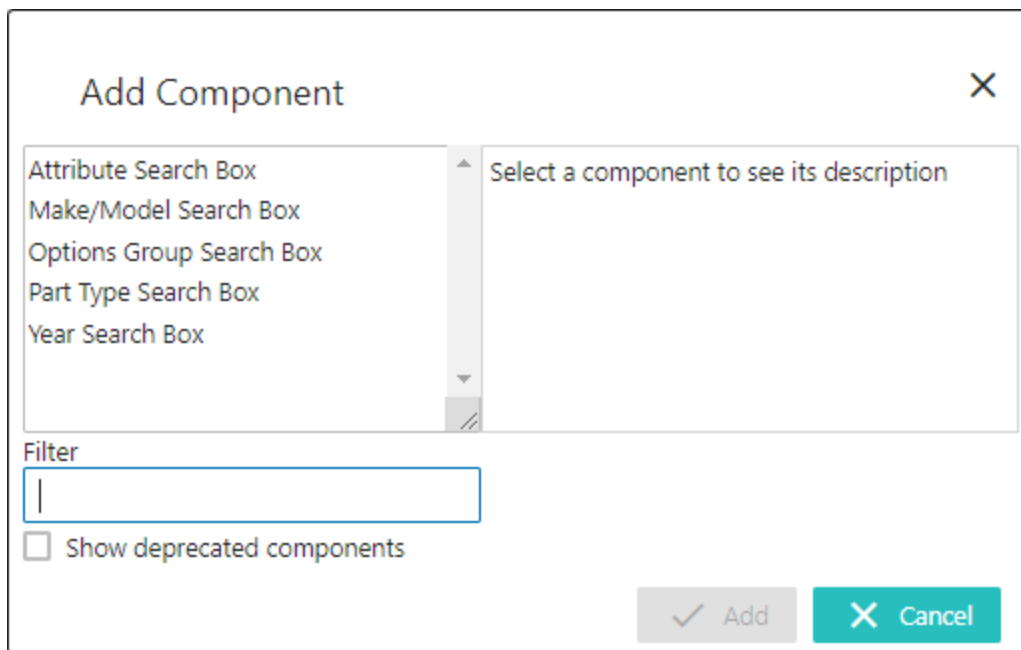 Add Component
Attribute Search Box
Make/Model Search Box
Options Group Search Box
Part Type Search Box
Year Search Box
Select a component to see its description
Filter
Show deprecated components
Add
Cancel